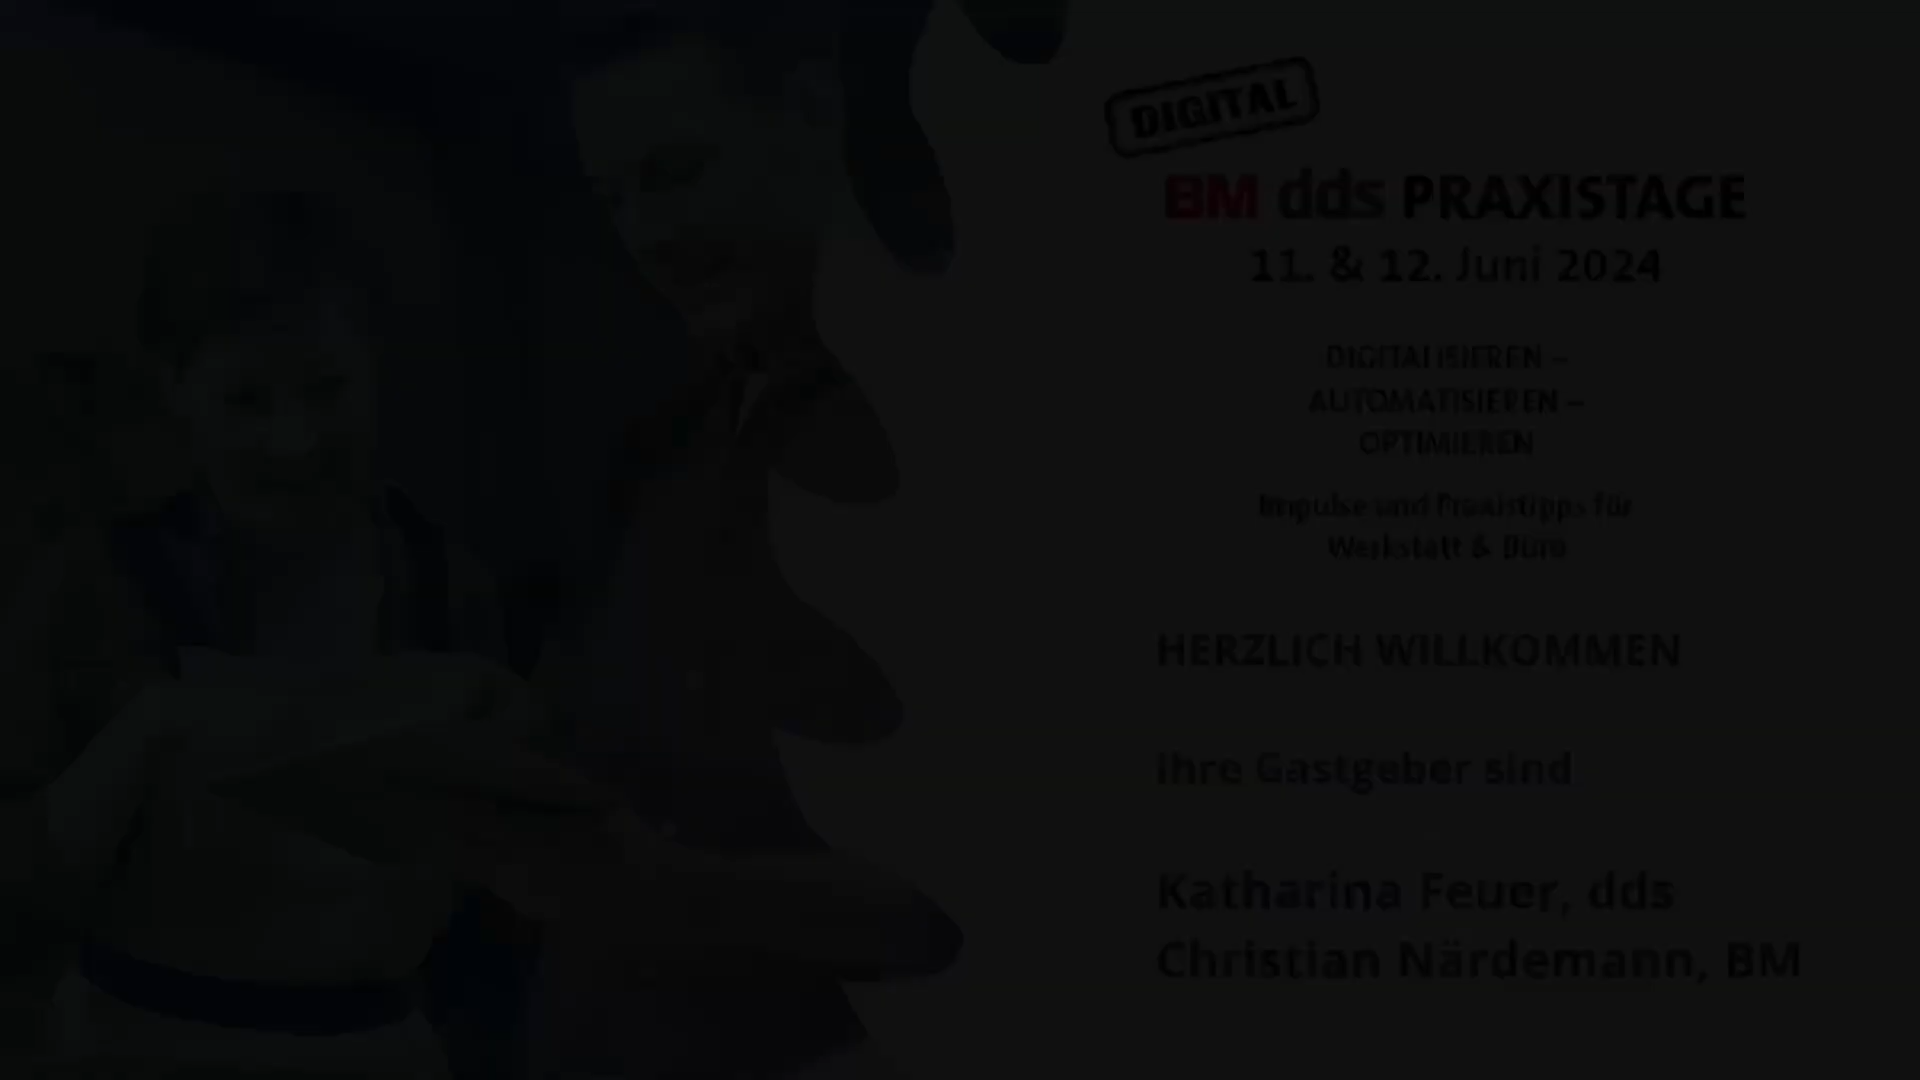 DIGITAL
BM dds PRAXISTAGE
11. & 12. Juni 2024
DIGITALISIEREN –
AUTOMATISIEREN –
OPTIMIEREN
Impulse und Praxistipps für
Werkstatt & Büro
HERZLICH WILLKOMMEN
Ihre Gastgeber sind
Katharina Feuer, dds
Christian Närdemann, BM